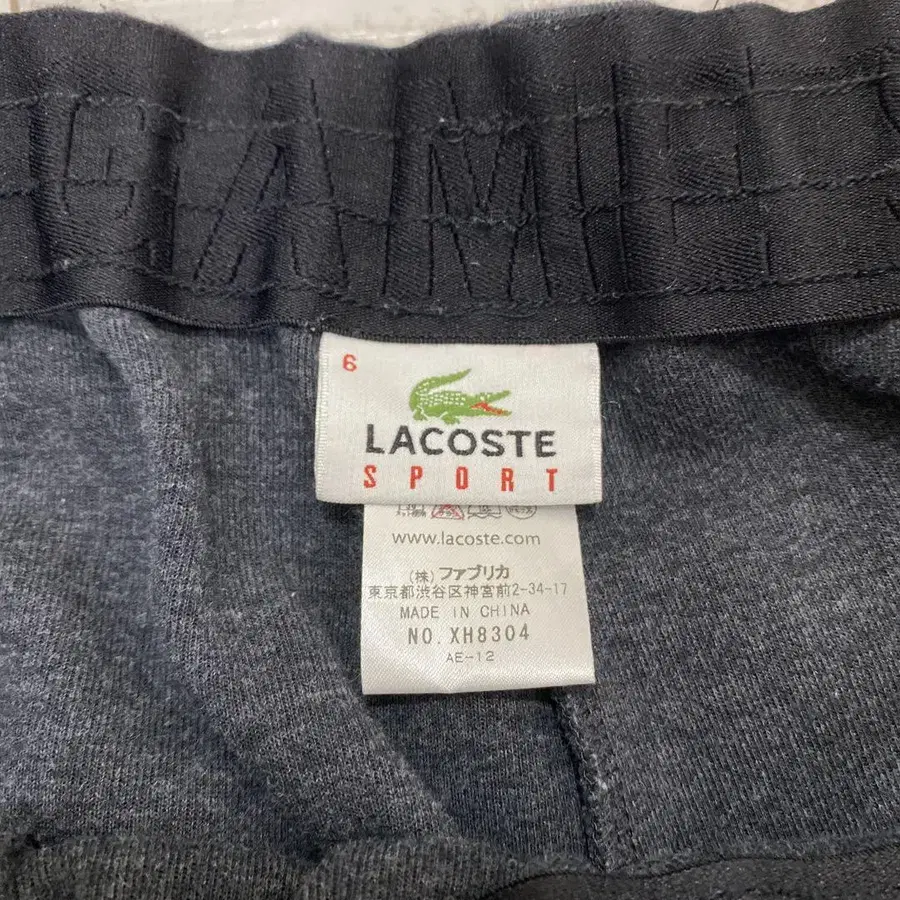 GAME S
6
LACOSTE
SPORT
www.lacoste.com
(株)ファブリカ
東京都渋谷区神宮前2-34-17
MADE IN CHINA
NO. XH8304
AE-12